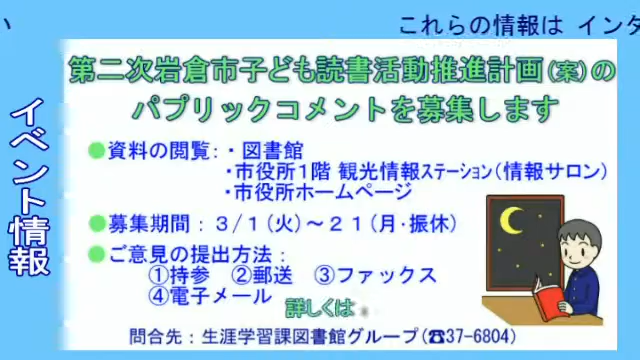 い
これらの情報は インタ
イベント情報
第二次岩倉市子ども読書活動推進計画(案)の
パブリックコメントを募集します
●資料の閲覧:・図書館
・市役所1階 観光情報ステーション(情報サロン)
・市役所ホームページ
●募集期間:3/1(火)～21(月・振休)
●ご意見の提出方法:
①持参 ②郵送 ③ファックス
④電子メール
詳しくは
問合先:生涯学習課図書館グループ(☎37-6804)